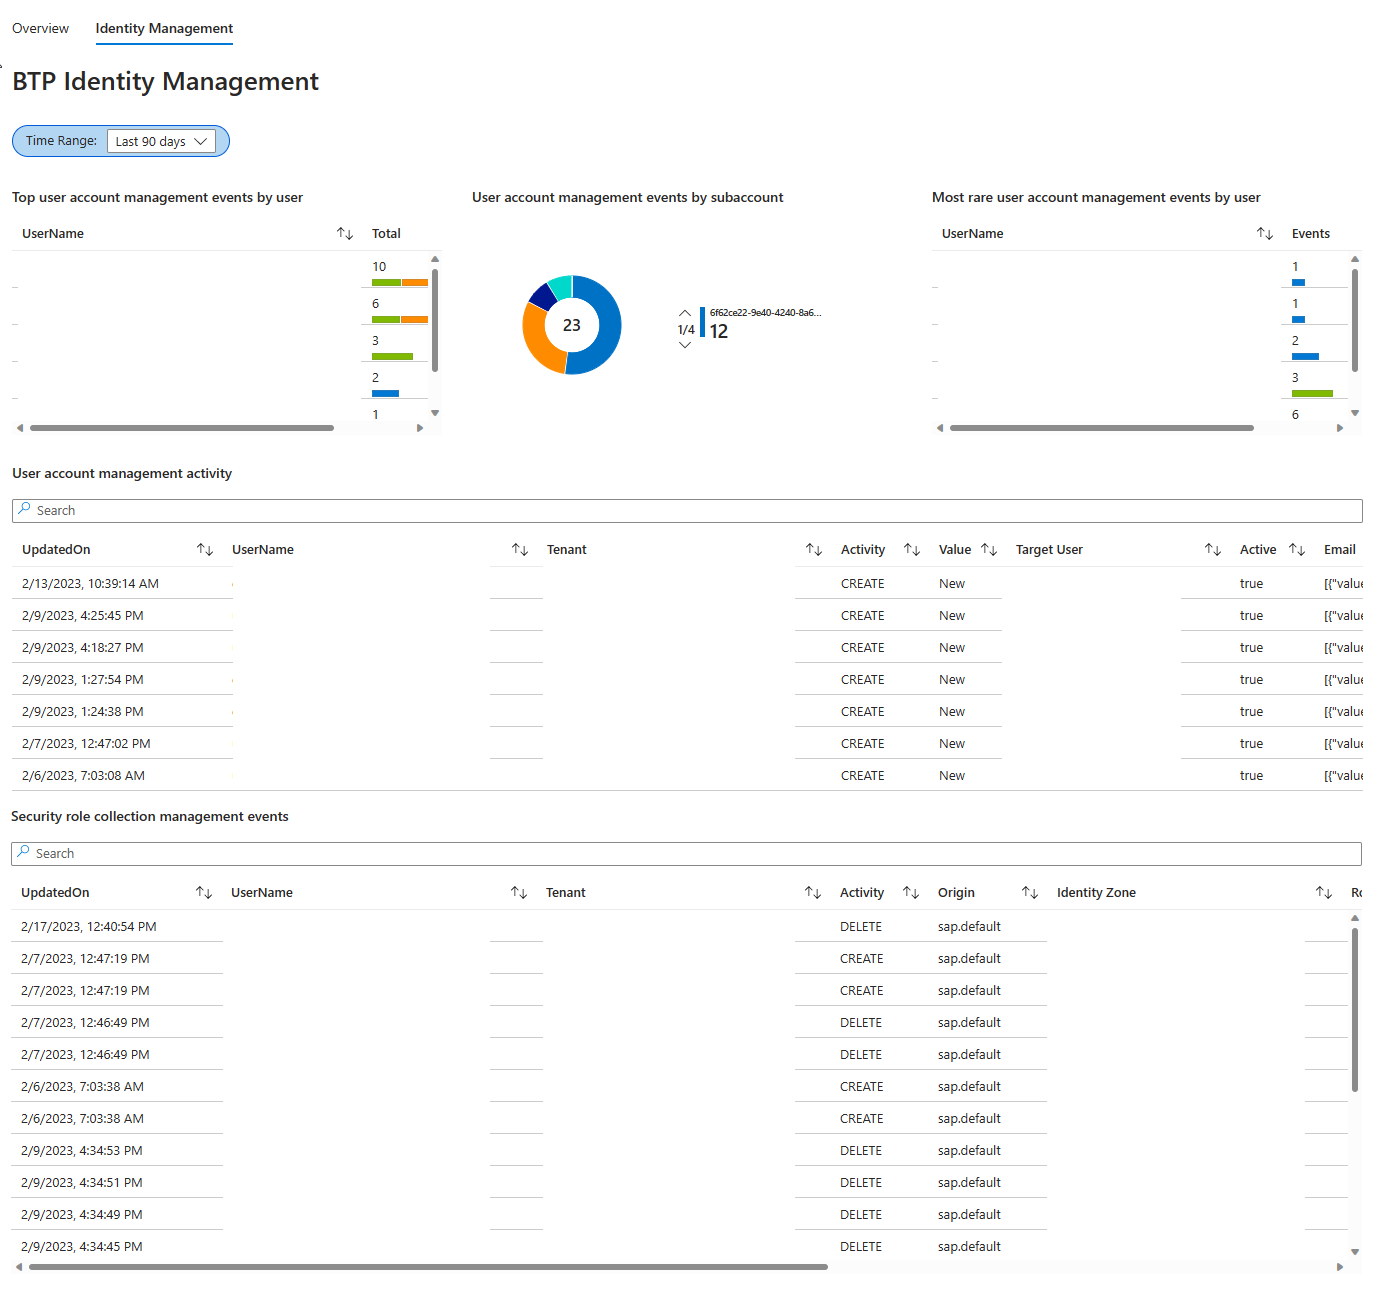 Overview Identity Management
BTP Identity Management
Time Range: Last 90 days
Top user account management events by user
UserName Total
10
6
3
2
1
User account management events by subaccount
23
1/4
6f62ce22-9e40-4240-8a6...
12
Most rare user account management events by user
UserName Events
1
1
2
3
6
User account management activity
Search
UpdatedOn UserName Tenant Activity Value Target User Active Email
2/13/2023, 10:39:14 AM CREATE New true [{"value
2/9/2023, 4:25:45 PM CREATE New true [{"value
2/9/2023, 4:18:27 PM CREATE New true [{"value
2/9/2023, 1:27:54 PM CREATE New true [{"value
2/9/2023, 1:24:38 PM CREATE New true [{"value
2/7/2023, 12:47:02 PM CREATE New true [{"value
2/6/2023, 7:03:08 AM CREATE New true [{"value
Security role collection management events
Search
UpdatedOn UserName Tenant Activity Origin Identity Zone
2/17/2023, 12:40:54 PM DELETE sap.default
2/7/2023, 12:47:19 PM CREATE sap.default
2/7/2023, 12:47:19 PM CREATE sap.default
2/7/2023, 12:46:49 PM DELETE sap.default
2/7/2023, 12:46:49 PM DELETE sap.default
2/6/2023, 7:03:38 AM CREATE sap.default
2/6/2023, 7:03:38 AM CREATE sap.default
2/9/2023, 4:34:53 PM DELETE sap.default
2/9/2023, 4:34:51 PM DELETE sap.default
2/9/2023, 4:34:49 PM DELETE sap.default
2/9/2023, 4:34:45 PM DELETE sap.default